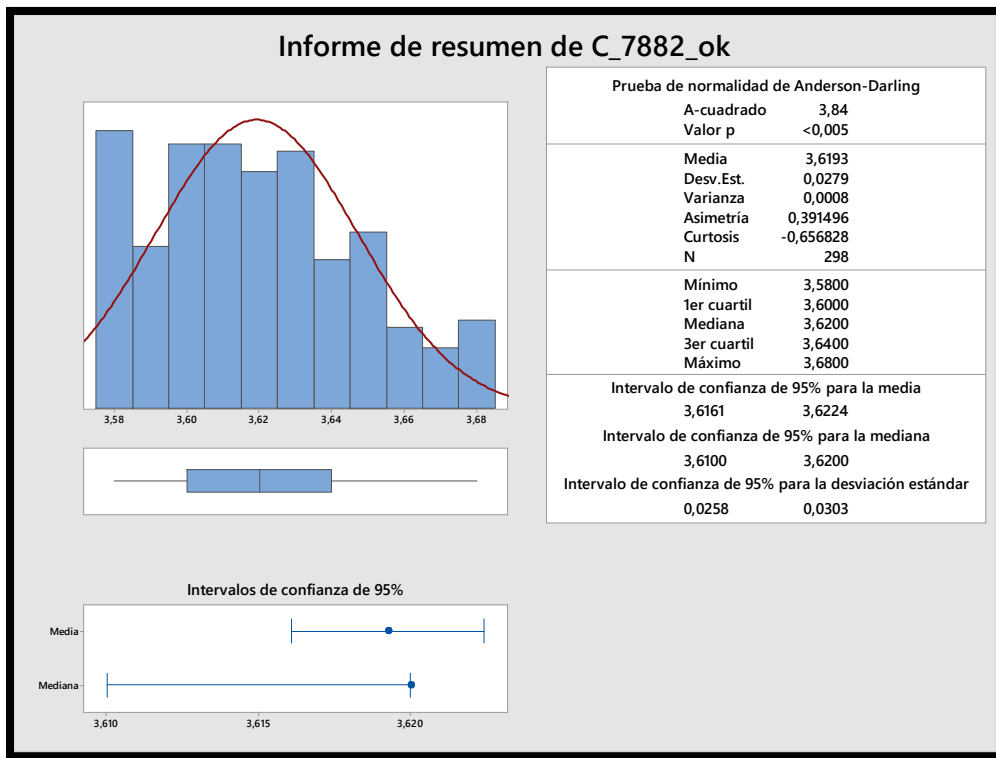 Informe de resumen de C_7882_ok
3,58 3,60 3,62 3,64 3,66 3,68
Intervalos de confianza de 95%
Media
Mediana
3,610 3,615 3,620
Prueba de normalidad de Anderson-Darling
A-cuadrado 3,84
Valor p <0,005
Media 3,6193
Desv.Est. 0,0279
Varianza 0,0008
Asimetría 0,391496
Curtosis -0,656828
N 298
Mínimo 3,5800
1er cuartil 3,6000
Mediana 3,6200
3er cuartil 3,6400
Máximo 3,6800
Intervalo de confianza de 95% para la media
3,6161 3,6224
Intervalo de confianza de 95% para la mediana
3,6100 3,6200
Intervalo de confianza de 95% para la desviación estándar
0,0258 0,0303